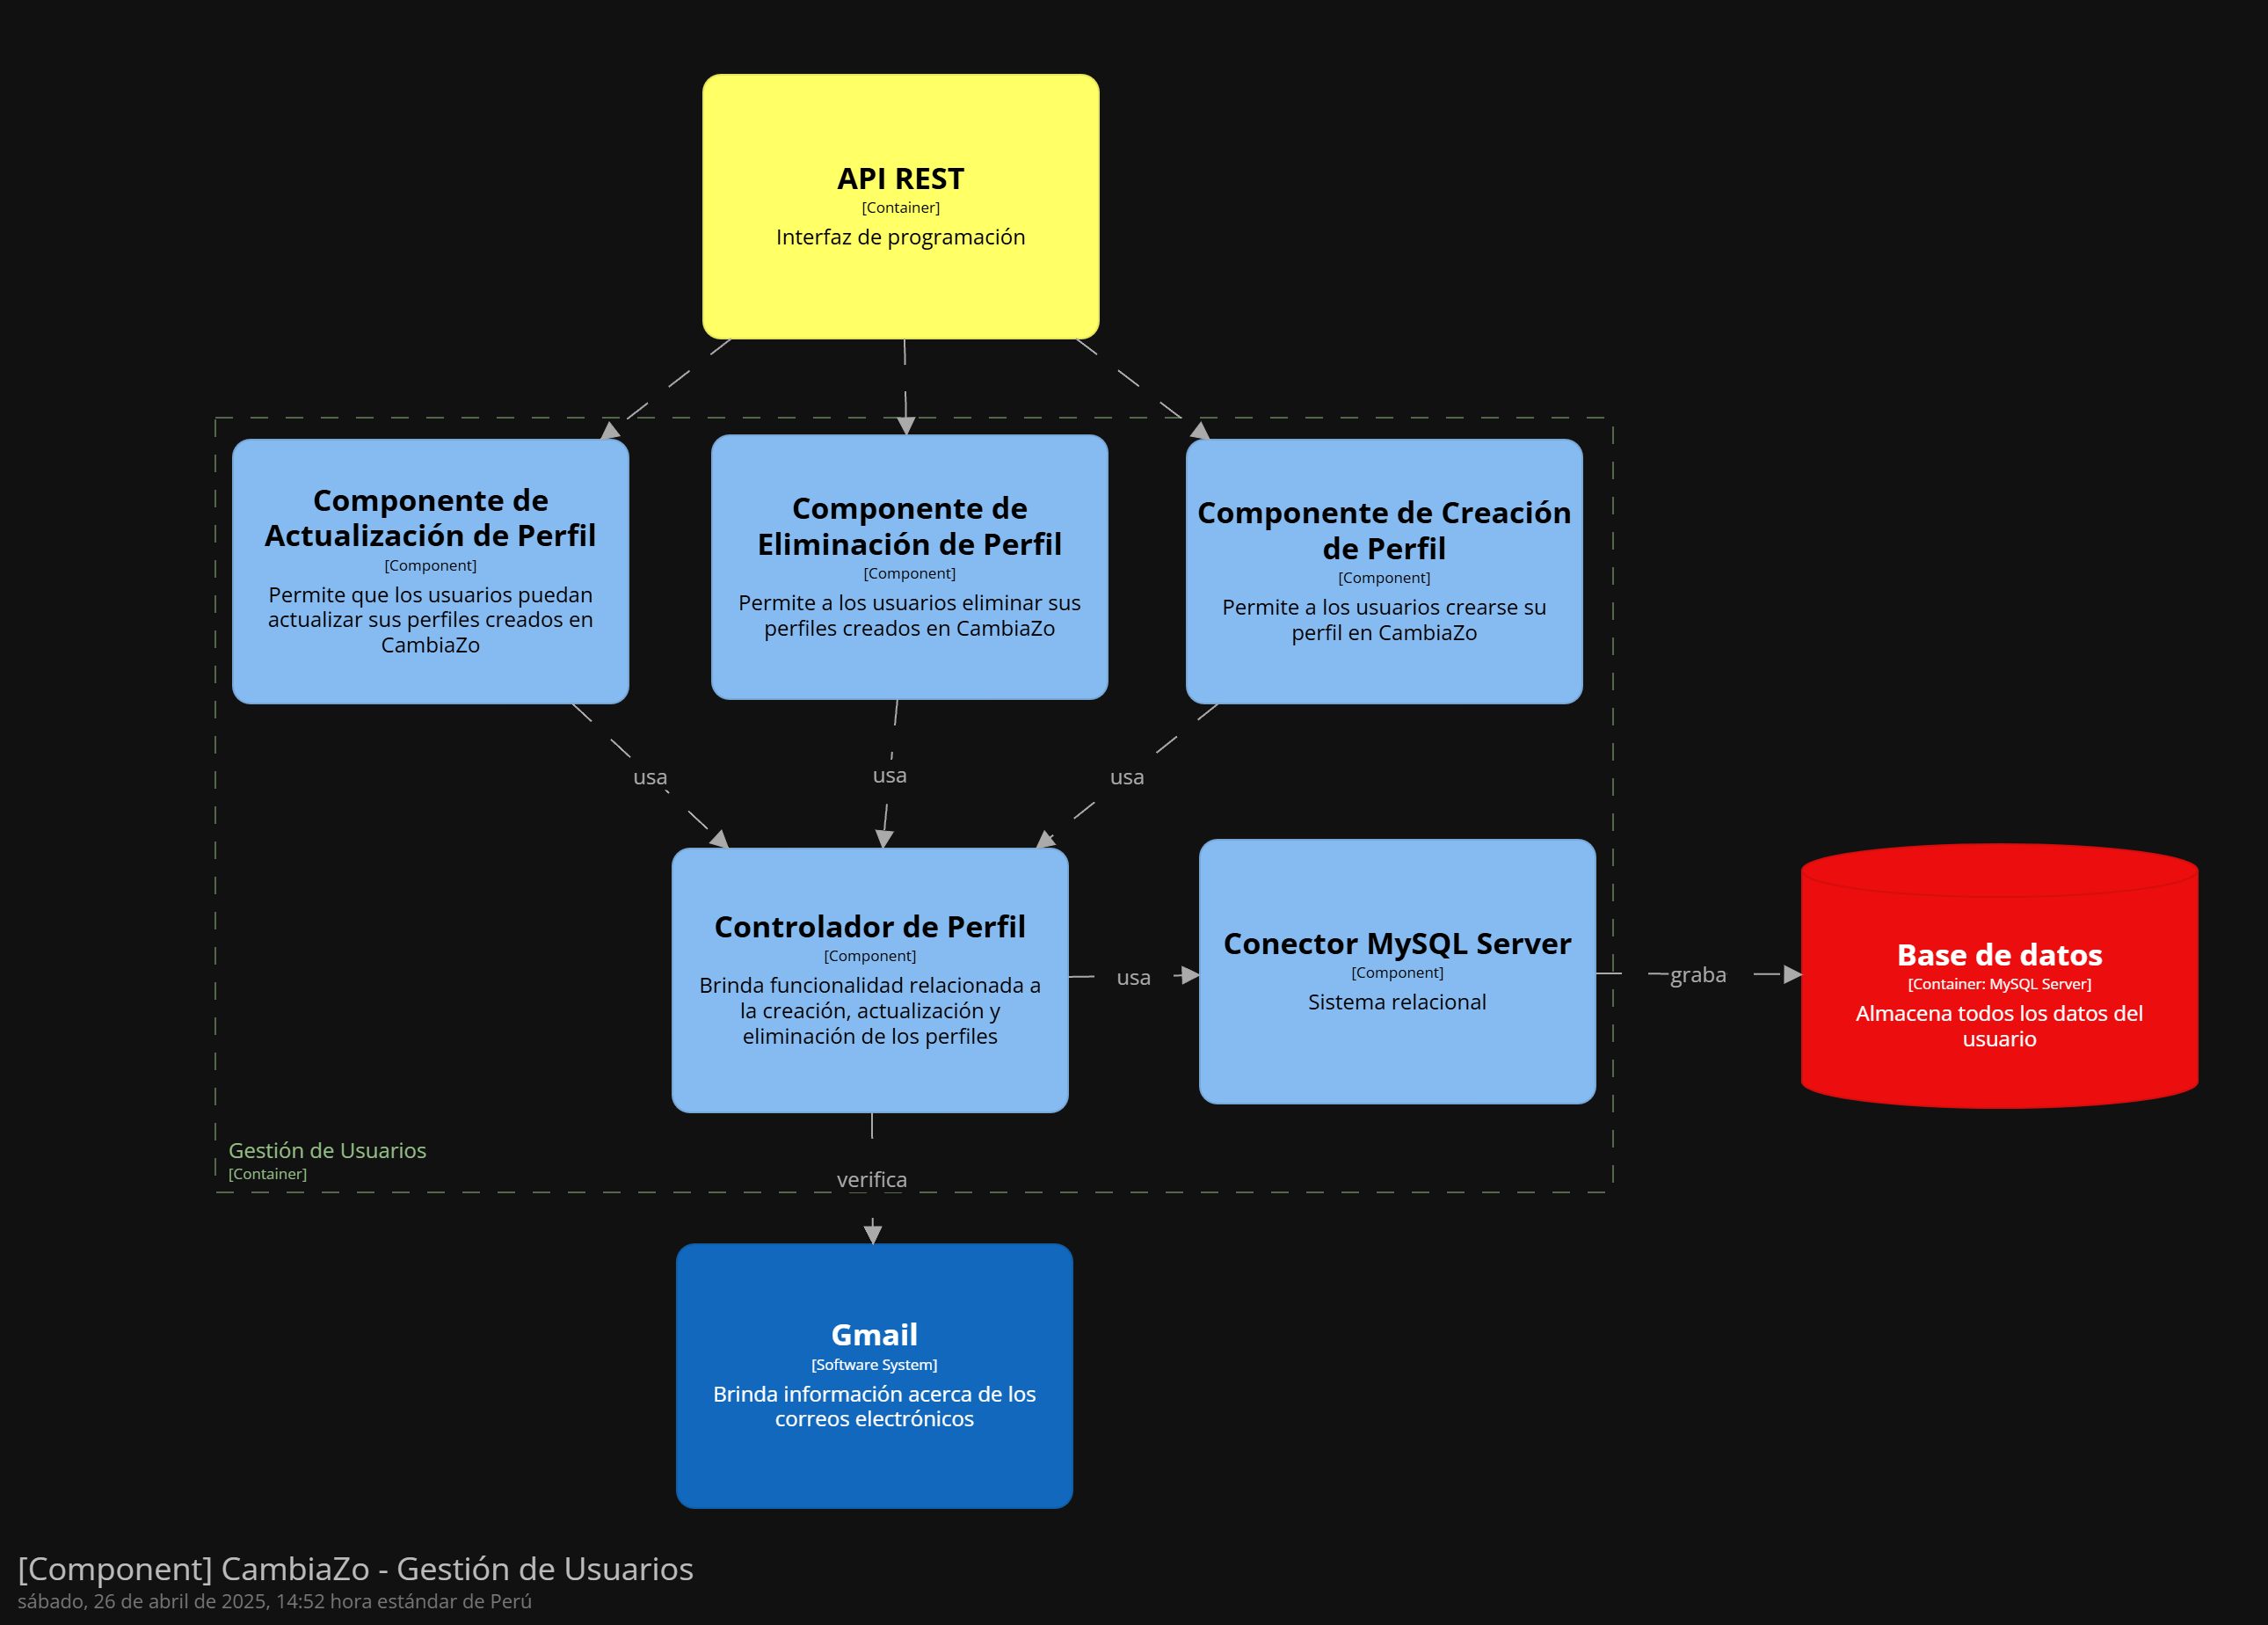 API REST
[Container]
Interfaz de programación
Componente de
Actualización de Perfil
[Component]
Permite que los usuarios puedan
actualizar sus perfiles creados en
CambiaZo
Componente de
Eliminación de Perfil
[Component]
Permite a los usuarios eliminar sus
perfiles creados en CambiaZo
Componente de Creación
de Perfil
[Component]
Permite a los usuarios crearse su
perfil en CambiaZo
usa
usa
usa
Controlador de Perfil
[Component]
Brinda funcionalidad relacionada a
la creación, actualización y
eliminación de los perfiles
usa
Conector MySQL Server
[Component]
Sistema relacional
graba
Base de datos
[Container: MySQL Server]
Almacena todos los datos del
usuario
Gestión de Usuarios
[Container]
verifica
Gmail
[Software System]
Brinda información acerca de los
correos electrónicos
[Component] CambiaZo - Gestión de Usuarios
sábado, 26 de abril de 2025, 14:52 hora estándar de Perú